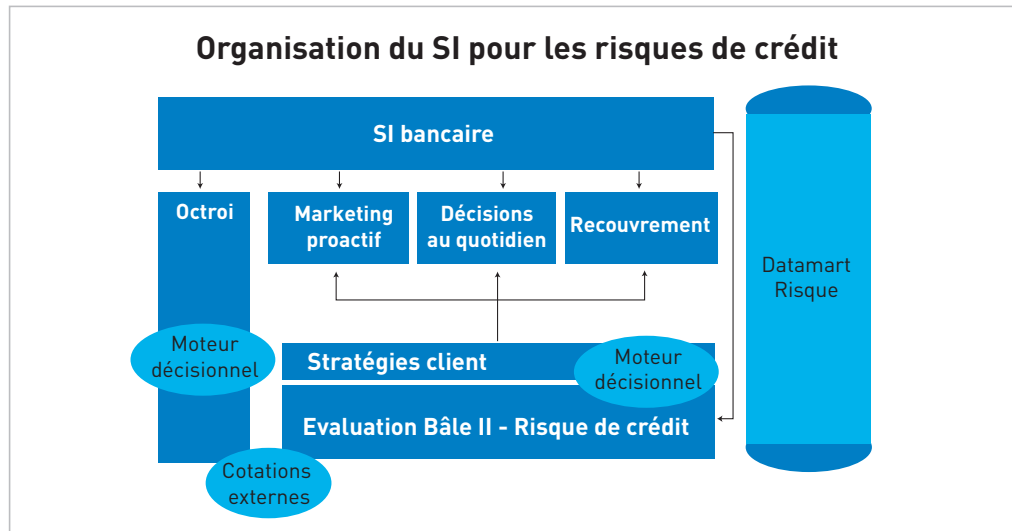 Organisation du SI pour les risques de crédit
SI bancaire
Octroi
Marketing
proactif
Décisions
au quotidien
Recouvrement
Datamart
Risque
Moteur
décisionnel
Stratégies client
Moteur
décisionnel
Evaluation Bâle II - Risque de crédit
Cotations
externes